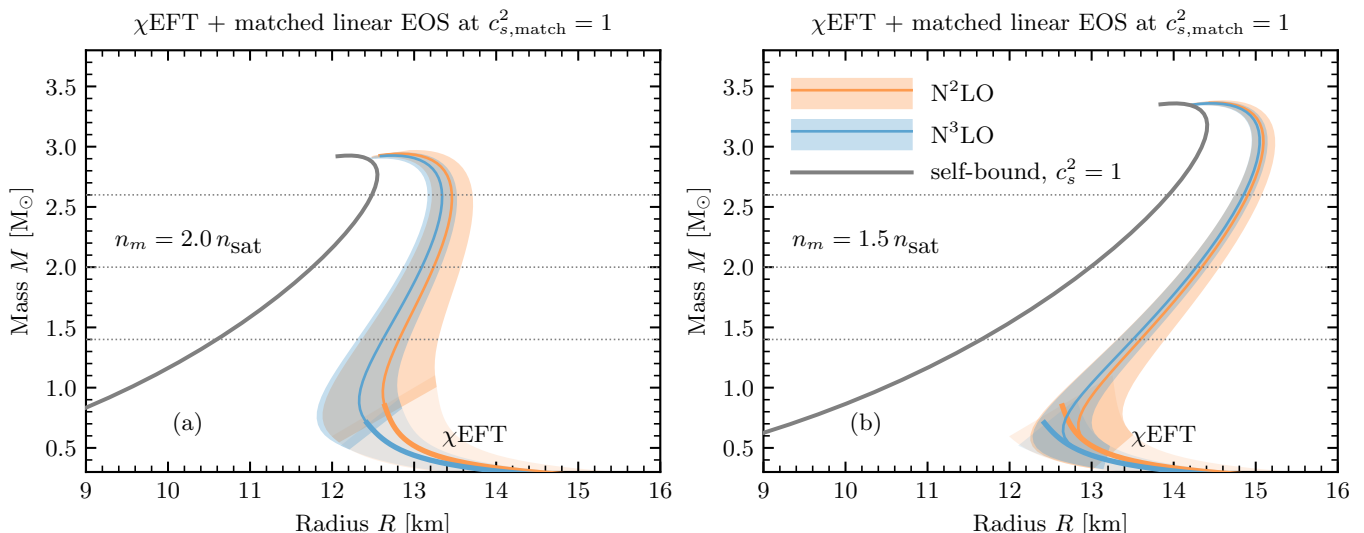 χEFT + matched linear EOS at c²ₛ,match = 1
Mass M [M⊙]
3.5
3.0
2.5
2.0
1.5
1.0
0.5
n_m = 2.0 n_sat
(a)
χEFT
9 10 11 12 13 14 15 16
Radius R [km]
χEFT + matched linear EOS at c²ₛ,match = 1
Mass M [M⊙]
3.5
3.0
2.5
2.0
1.5
1.0
0.5
N²LO
N³LO
self-bound, c²ₛ = 1
n_m = 1.5 n_sat
(b)
χEFT
9 10 11 12 13 14 15 16
Radius R [km]